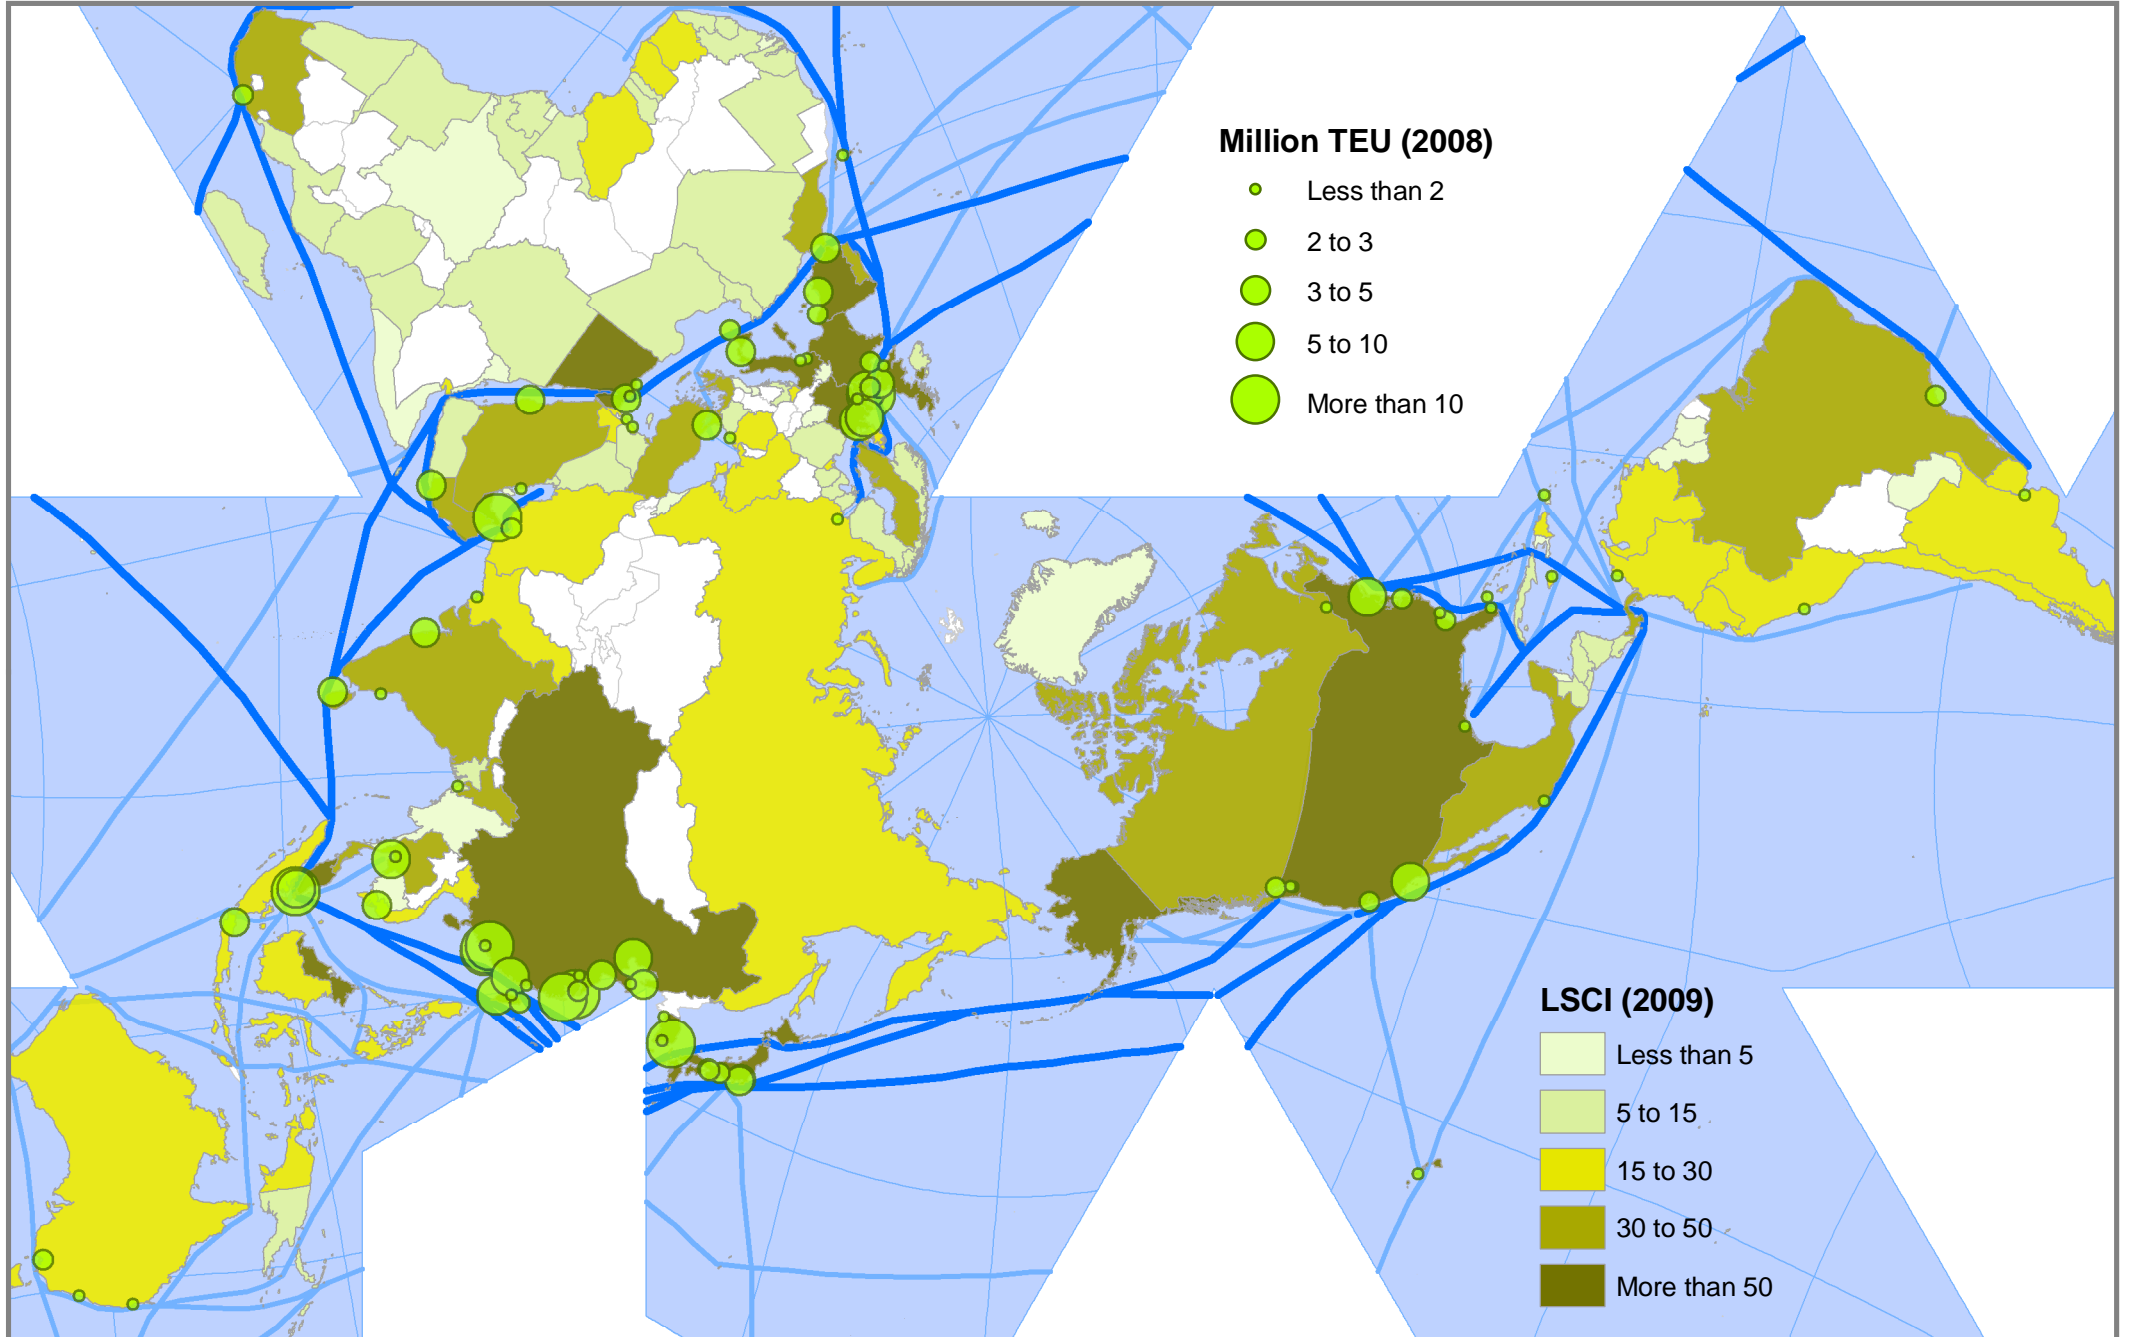 Million TEU (2008)
Less than 2
2 to 3
3 to 5
5 to 10
More than 10
LSCI (2009)
Less than 5
5 to 15
15 to 30
30 to 50
More than 50